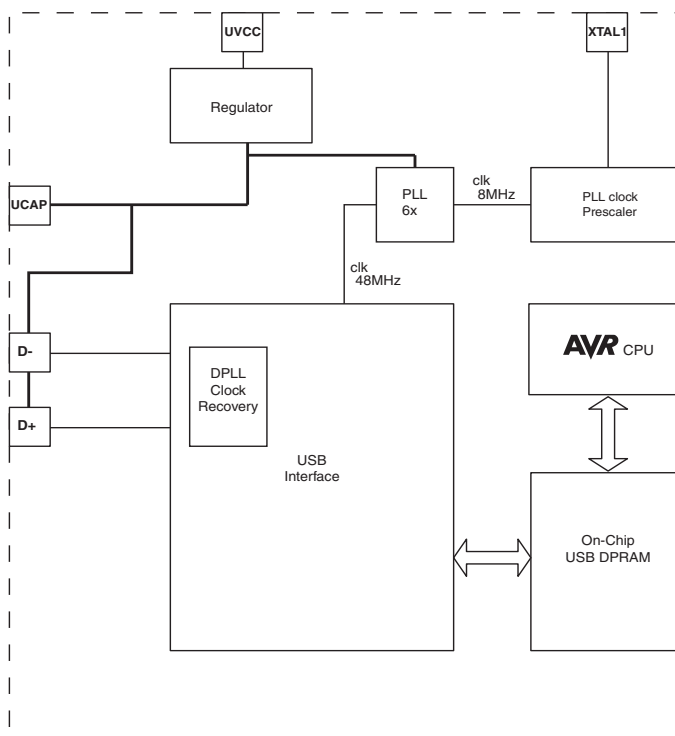 UVCC
XTAL1
Regulator
UCAP
PLL
6x
clk
8MHz
PLL clock
Prescaler
clk
48MHz
D-
D+
DPLL
Clock
Recovery
USB
Interface
AVR CPU
On-Chip
USB DPRAM